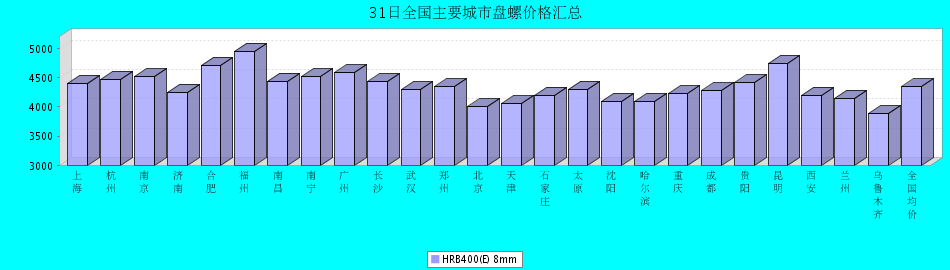 31日全国主要城市盘螺价格汇总
5000
4500
4000
3500
3000
上海
杭州
南京
济南
合肥
福州
南昌
南宁
广州
长沙
武汉
郑州
北京
天津
石家庄
太原
沈阳
哈尔滨
重庆
成都
贵阳
昆明
西安
兰州
乌鲁木齐
全国均价
HRB400(E) 8mm